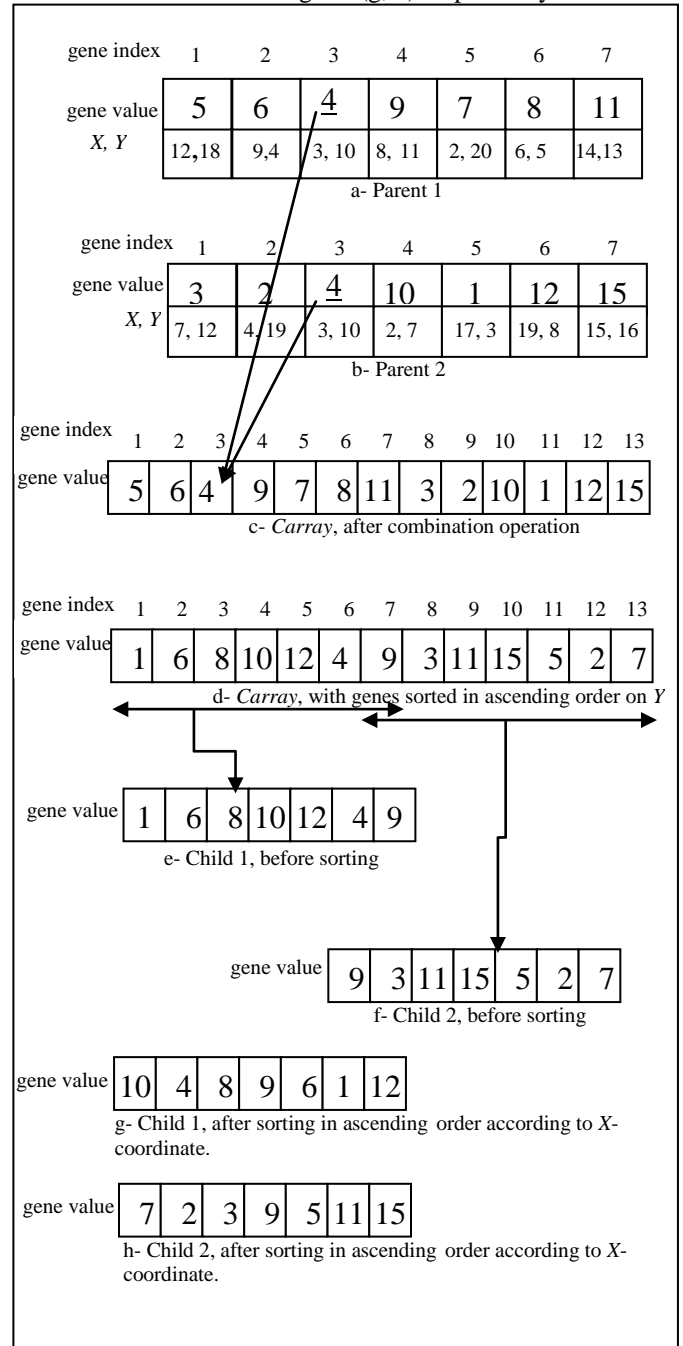 gene index 1 2 3 4 5 6 7
gene value 5 6 4 9 7 8 11
X, Y 12,18 9,4 3, 10 8, 11 2, 20 6, 5 14,13
a- Parent 1
gene index 1 2 3 4 5 6 7
gene value 3 2 4 10 1 12 15
X, Y 7, 12 4, 19 3, 10 2, 7 17, 3 19, 8 15, 16
b- Parent 2
gene index 1 2 3 4 5 6 7 8 9 10 11 12 13
gene value 5 6 4 9 7 8 11 3 2 10 1 12 15
c- Carray, after combination operation
gene index 1 2 3 4 5 6 7 8 9 10 11 12 13
gene value 1 6 8 10 12 4 9 3 11 15 5 2 7
d- Carray, with genes sorted in ascending order on Y
gene value 1 6 8 10 12 4 9
e- Child 1, before sorting
gene value 9 3 11 15 5 2 7
f- Child 2, before sorting
gene value 10 4 8 9 6 1 12
g- Child 1, after sorting in ascending order according to X-
coordinate.
gene value 7 2 3 9 5 11 15
h- Child 2, after sorting in ascending order according to X-
coordinate.